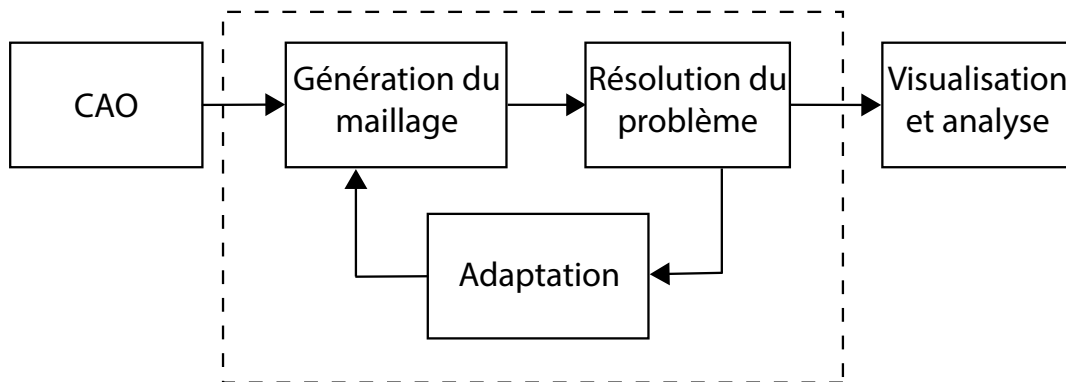 CAO
Génération du
maillage
Résolution du
problème
Visualisation
et analyse
Adaptation